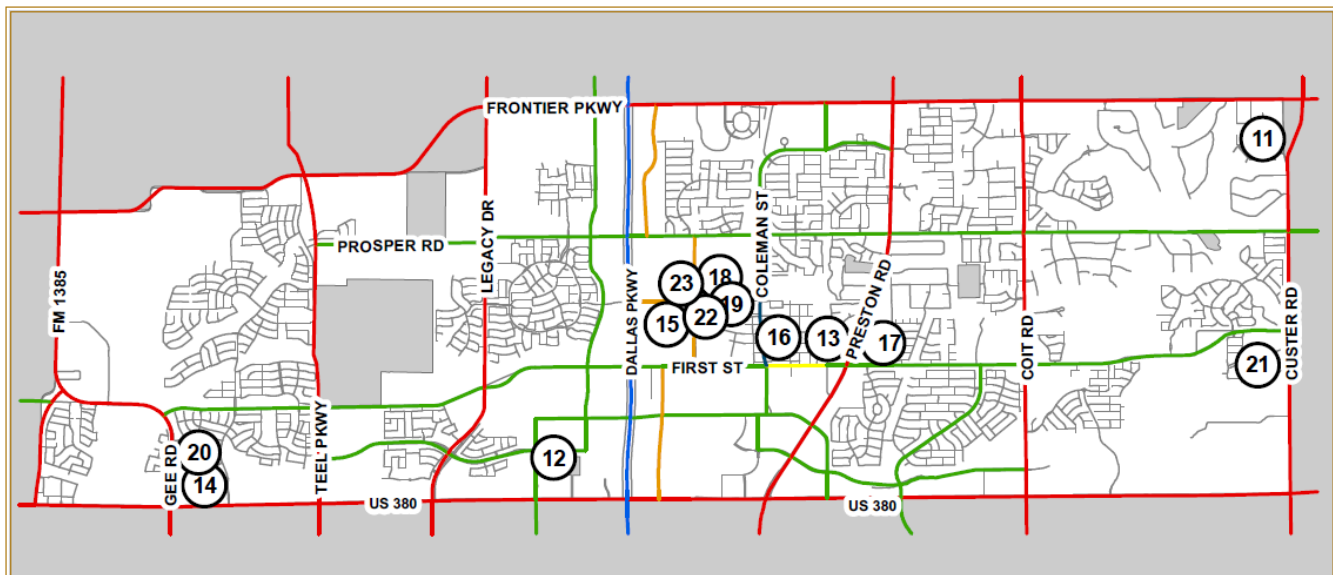 FRONTIER PKWY
11
COLEMAN ST
LEGACY DR
PROSPER RD
PRESTON RD
23
18
19
FM 1385
DALLAS PKWY
15
22
16
13
17
COIT RD
CUSTER RD
FIRST ST
21
TEEL PKWY
GEE RD
20
12
14
US 380
US 380